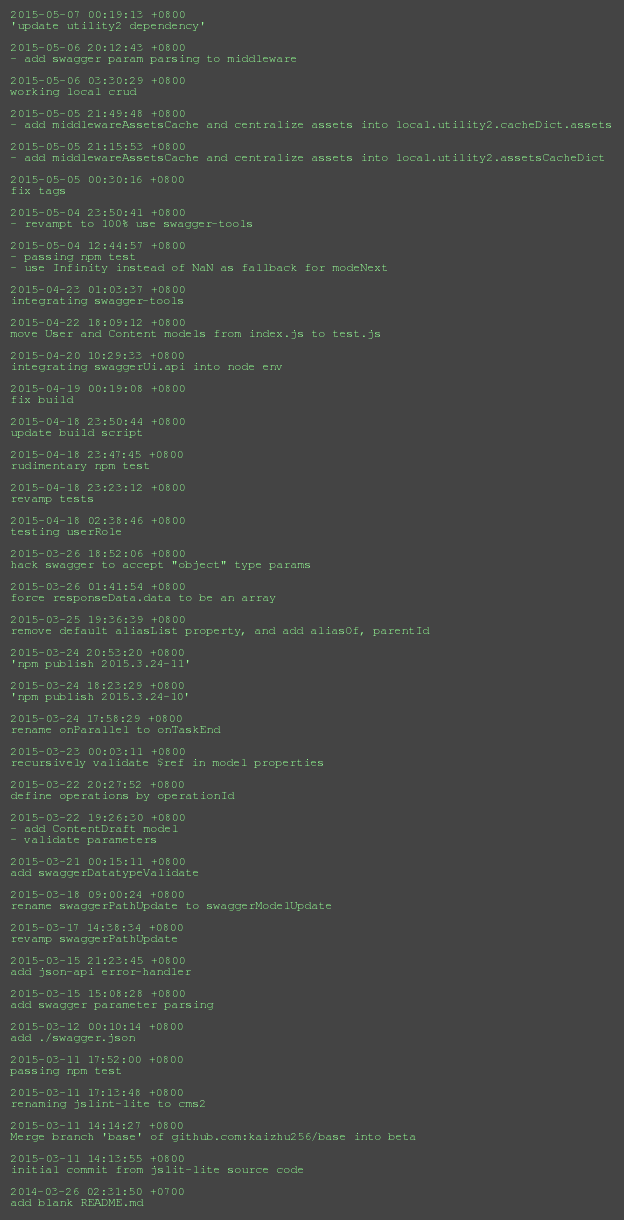 2015-05-07 00:19:13 +0800
'update utility2 dependency'
2015-05-06 20:12:43 +0800
- add swagger param parsing to middleware
2015-05-06 03:30:29 +0800
working local crud
2015-05-05 21:49:48 +0800
- add middlewareAssetsCache and centralize assets into local.utility2.cacheDict.assets
2015-05-05 21:15:53 +0800
- add middlewareAssetsCache and centralize assets into local.utility2.assetsCacheDict
2015-05-05 00:30:16 +0800
fix tags
2015-05-04 23:50:41 +0800
- revampt to 100% use swagger-tools
2015-05-04 12:44:57 +0800
- passing npm test
- use Infinity instead of NaN as fallback for modeNext
2015-04-23 01:03:37 +0800
integrating swagger-tools
2015-04-22 18:09:12 +0800
move User and Content models from index.js to test.js
2015-04-20 10:29:33 +0800
integrating swaggerUi.api into node env
2015-04-19 00:19:08 +0800
fix build
2015-04-18 23:50:44 +0800
update build script
2015-04-18 23:47:45 +0800
rudimentary npm test
2015-04-18 23:23:12 +0800
revamp tests
2015-04-18 02:38:46 +0800
testing userRole
2015-03-26 18:52:06 +0800
hack swagger to accept "object" type params
2015-03-26 01:41:54 +0800
force responseData.data to be an array
2015-03-25 19:36:39 +0800
remove default aliasList property, and add aliasOf, parentId
2015-03-24 20:53:20 +0800
'npm publish 2015.3.24-11'
2015-03-24 18:23:29 +0800
'npm publish 2015.3.24-10'
2015-03-24 17:58:29 +0800
rename onParallel to onTaskEnd
2015-03-23 00:03:11 +0800
recursively validate $ref in model properties
2015-03-22 20:27:52 +0800
define operations by operationId
2015-03-22 19:26:30 +0800
- add ContentDraft model
- validate parameters
2015-03-21 00:15:11 +0800
add swaggerDatatypeValidate
2015-03-18 09:00:24 +0800
rename swaggerPathUpdate to swaggerModelUpdate
2015-03-17 14:38:34 +0800
revamp swaggerPathUpdate
2015-03-15 21:23:45 +0800
add json-api error-handler
2015-03-15 15:08:28 +0800
add swagger parameter parsing
2015-03-12 00:10:14 +0800
add ./swagger.json
2015-03-11 17:52:00 +0800
passing npm test
2015-03-11 17:13:48 +0800
renaming jslint-lite to cms2
2015-03-11 14:14:27 +0800
Merge branch 'base' of github.com:kaizhu256/base into beta
2015-03-11 14:13:55 +0800
initial commit from jslit-lite source code
2014-03-26 02:31:50 +0700
add blank README.md